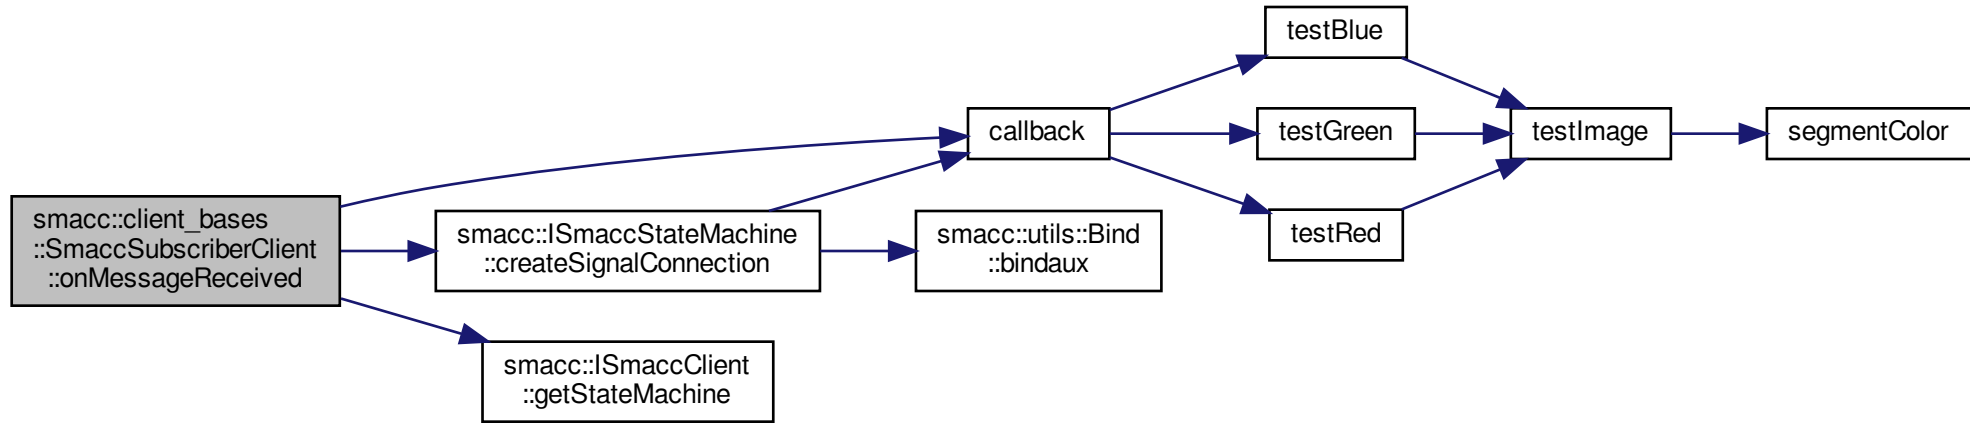 smacc::client_bases
::SmaccSubscriberClient
::onMessageReceived
smacc::ISmaccStateMachine
::createSignalConnection
smacc::ISmaccClient
::getStateMachine
callback
smacc::utils::Bind
::bindaux
testBlue
testGreen
testRed
testImage
segmentColor